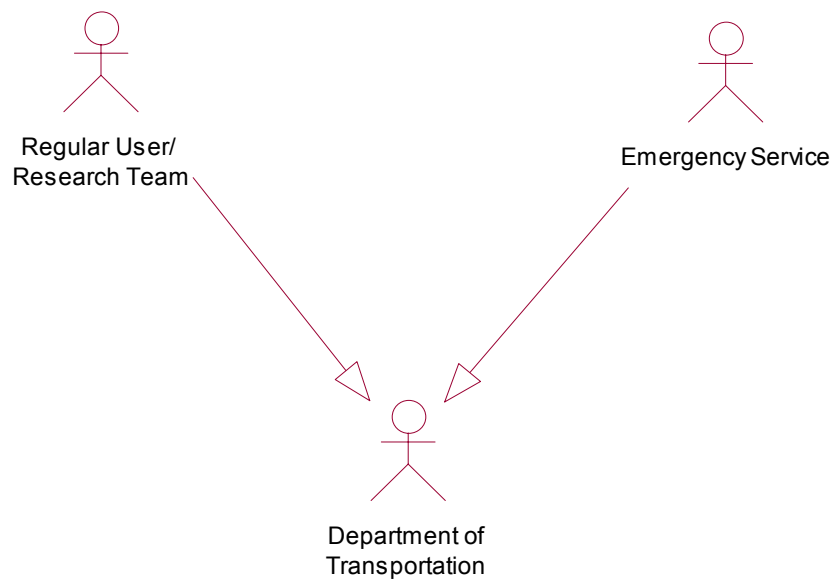 Regular User/
Research Team
Emergency Service
Department of
Transportation